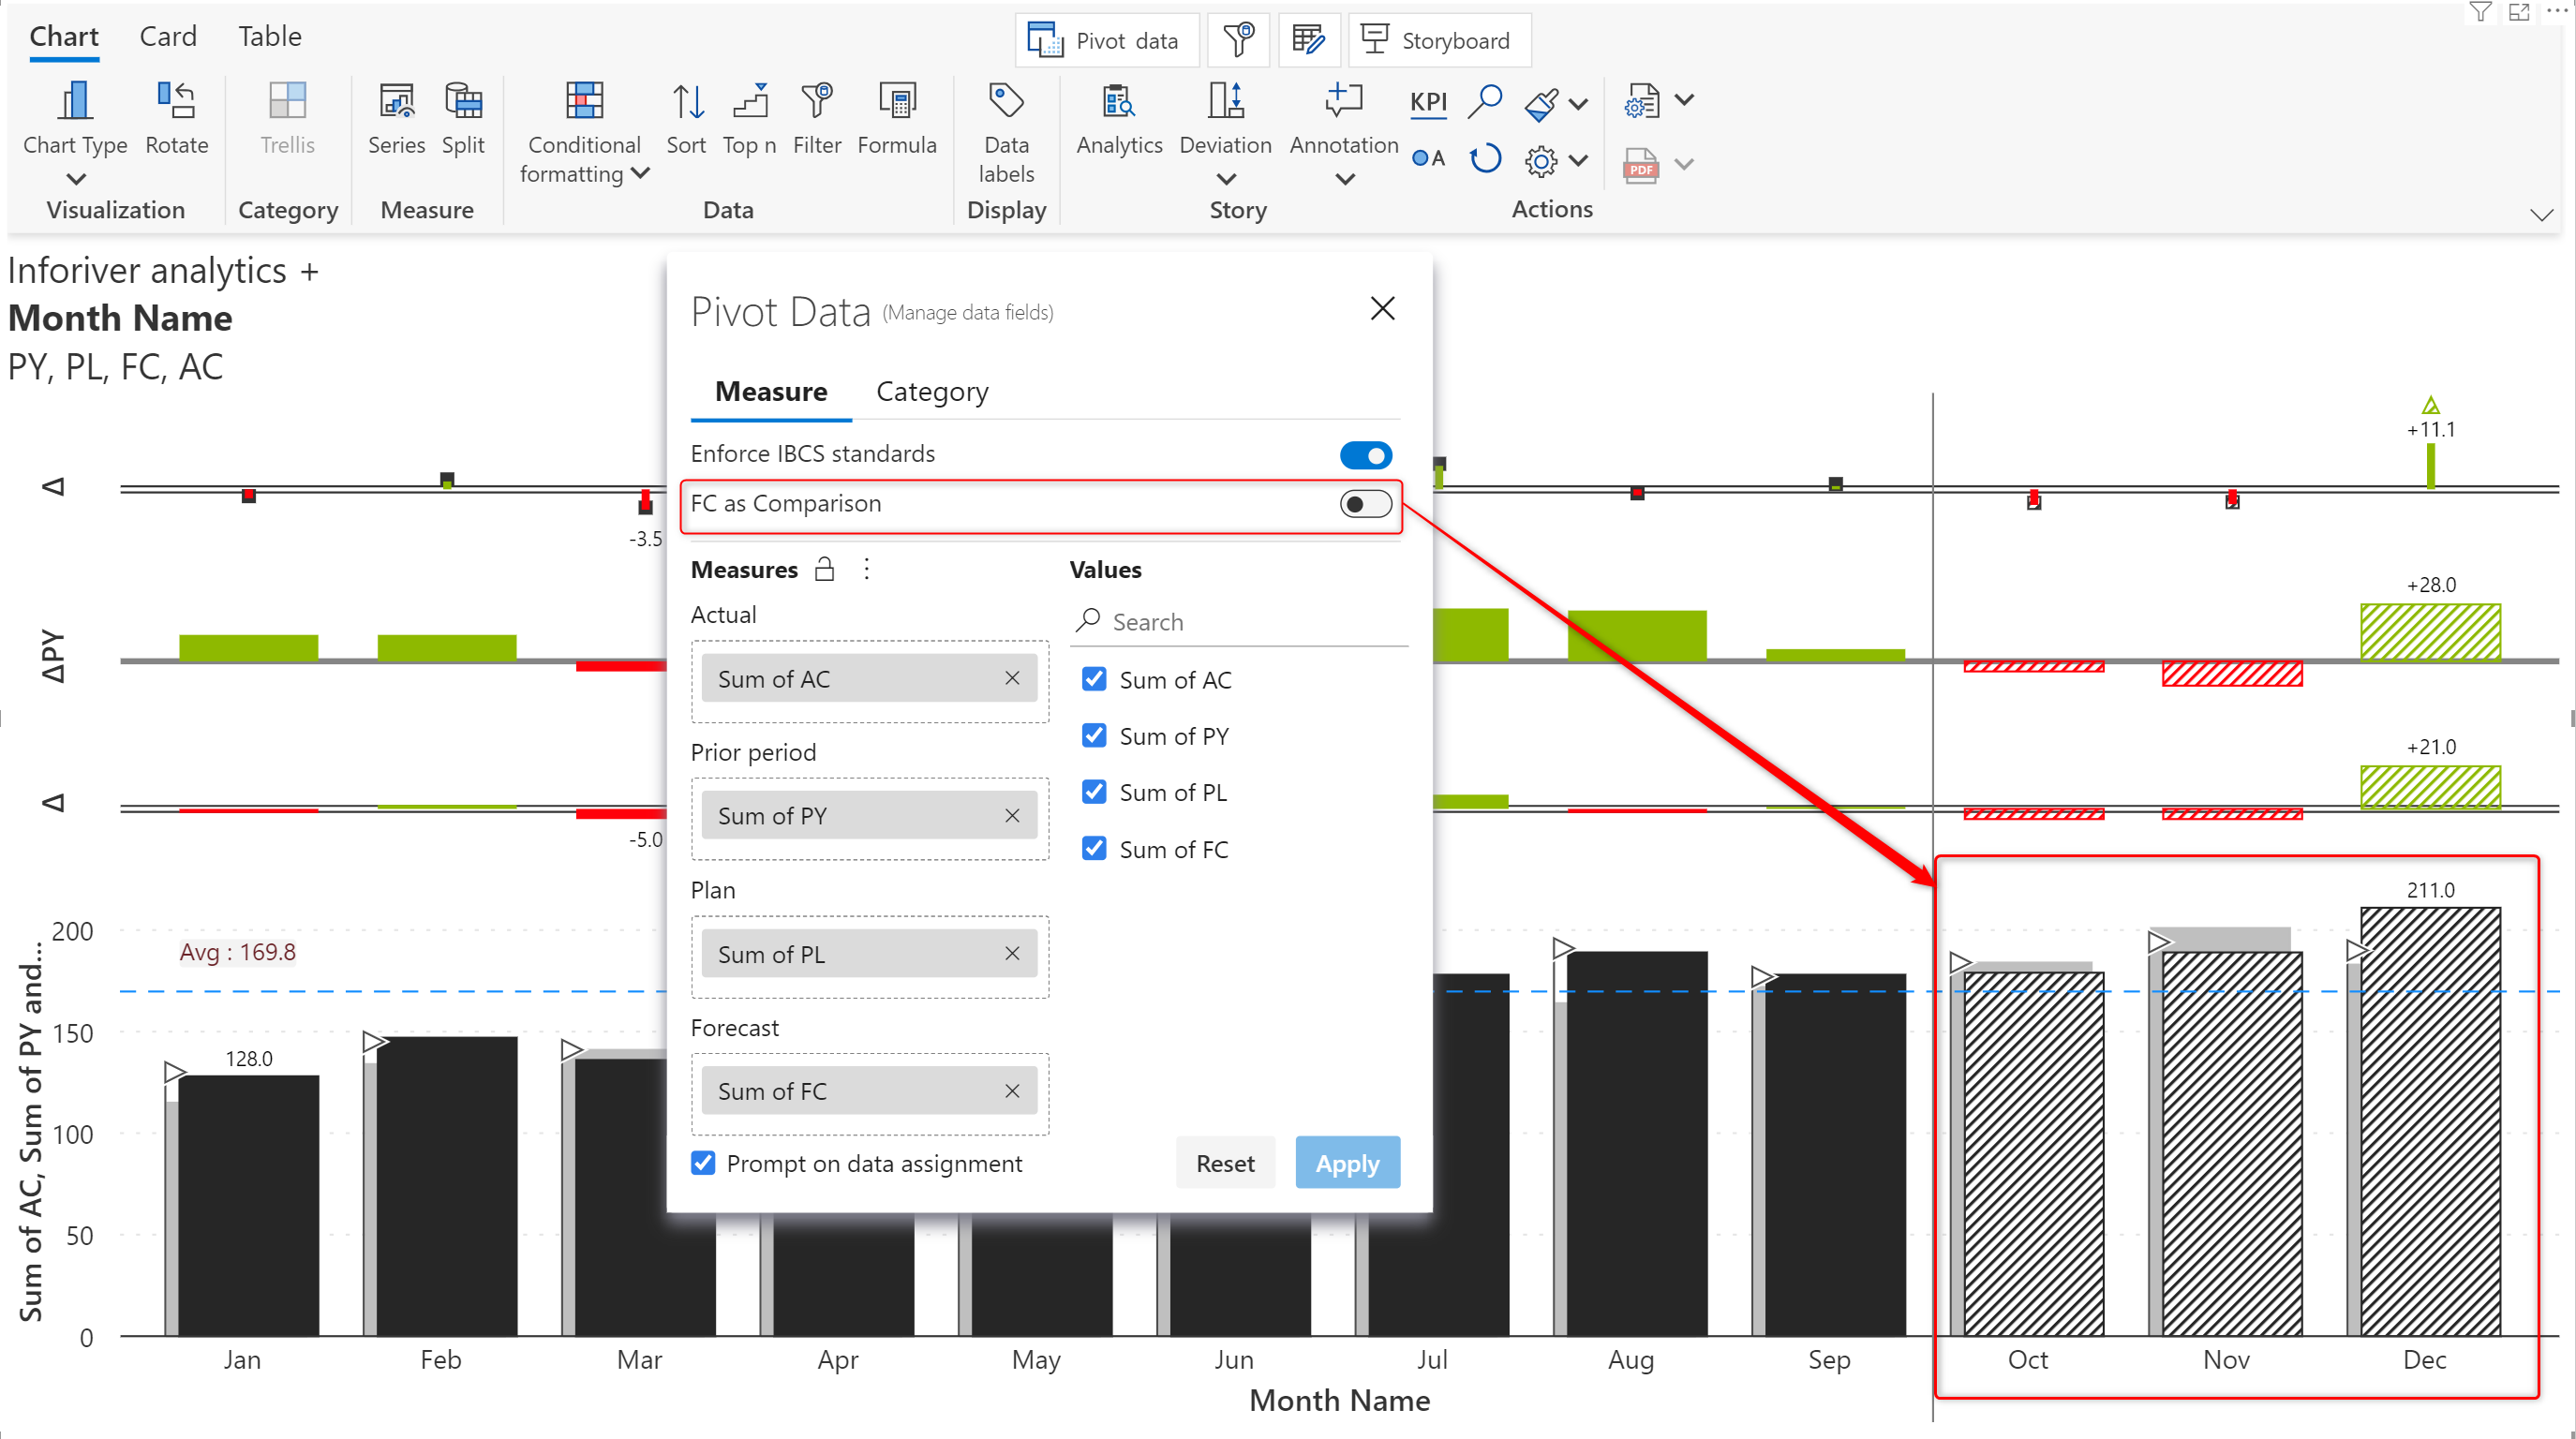 Chart Card Table
Pivot data Storyboard
Chart Type Rotate Trellis Series Split Conditional formatting Sort Top n Filter Formula Data labels Analytics Deviation Annotation KPI
A
PDF
Visualization Category Measure Data Display Story Actions
Inforiver analytics +
Month Name
PY, PL, FC, AC
Pivot Data (Manage data fields)
Measure Category
Enforce IBCS standards
FC as Comparison
Measures
Actual
Sum of AC
Prior period
Sum of PY
Plan
Sum of PL
Forecast
Sum of FC
Prompt on data assignment
Values
Search
Sum of AC
Sum of PY
Sum of PL
Sum of FC
Reset Apply
Δ
-3.5
+11.1
ΔPY
+28.0
Δ
-5.0
+21.0
Sum of AC, Sum of PY and...
200
150
100
50
0
Avg : 169.8
128.0
211.0
Jan Feb Mar Apr May Jun Jul Aug Sep Oct Nov Dec
Month Name